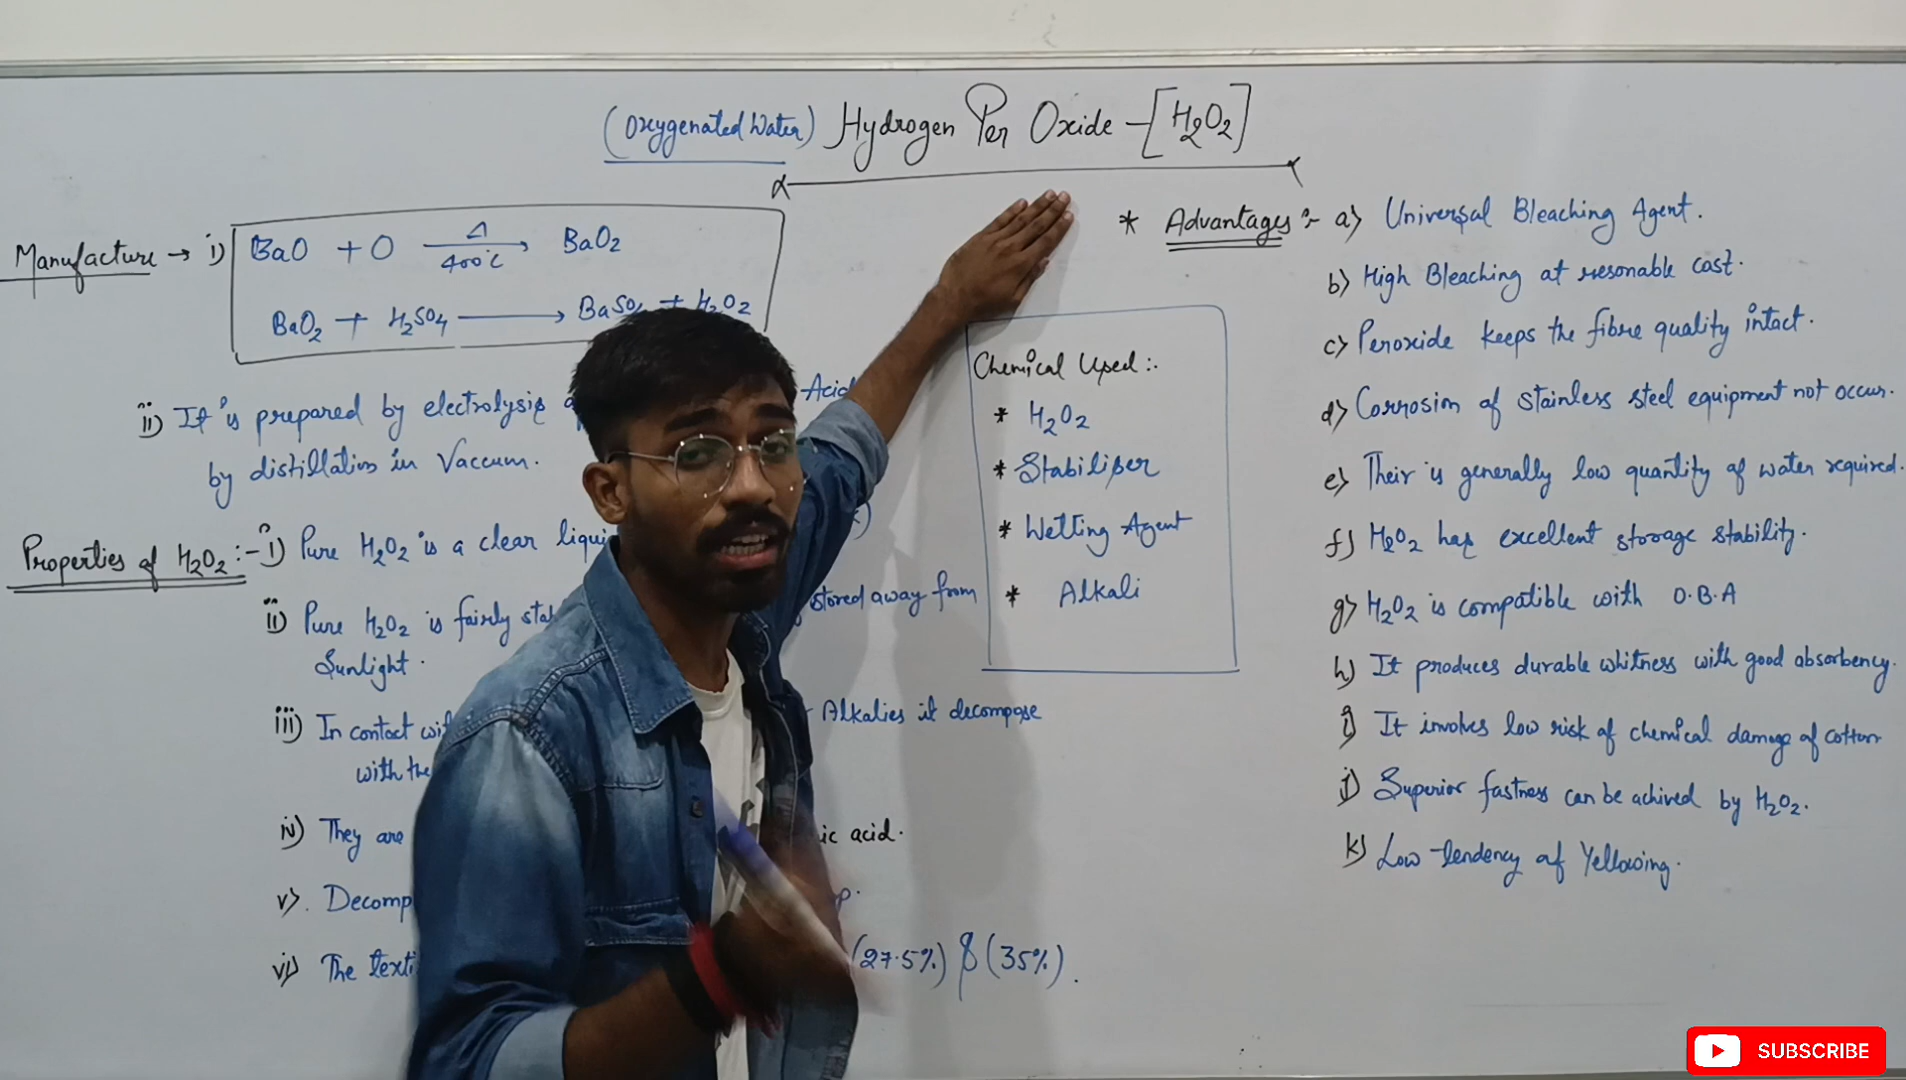 (Oxygenated Water) Hydrogen Per Oxide - [H₂O₂]
Manufacture → i) BaO + O Δ 400°C → BaO₂
BaO₂ + H₂SO₄ → BaSO₄ + H₂O₂
ii) It is prepared by electrolysis Acid
by distillation in Vaccum.
Properties of H₂O₂ :- i) Pure H₂O₂ is a clear
ii) Pure H₂O₂ is fairly stored away from
Sunlight.
iii) In contact Alkalies it decompose
with the
iv) They are acid.
v). Decomp
vi) The (27.5%) & (35%).
Chemical Used :-
* H₂O₂
* Stabiliser
* Wetting Agent
* Alkali
* Advantages :- a) Universal Bleaching Agent.
b) High Bleaching at resonable cost.
c) Peroxide keeps the fibre quality intact.
d) Corrosion of stainless steel equipment not occur.
e) Their is generally low quantity of water required.
f) H₂O₂ has excellent storage stability.
g) H₂O₂ is compatible with O.B.A
h) It produces durable whitness with good absorbency.
i) It involves low risk of chemical damage of cotton
j) Superior fastness can be achived by H₂O₂.
k) Low tendency of Yellowing.
SUBSCRIBE